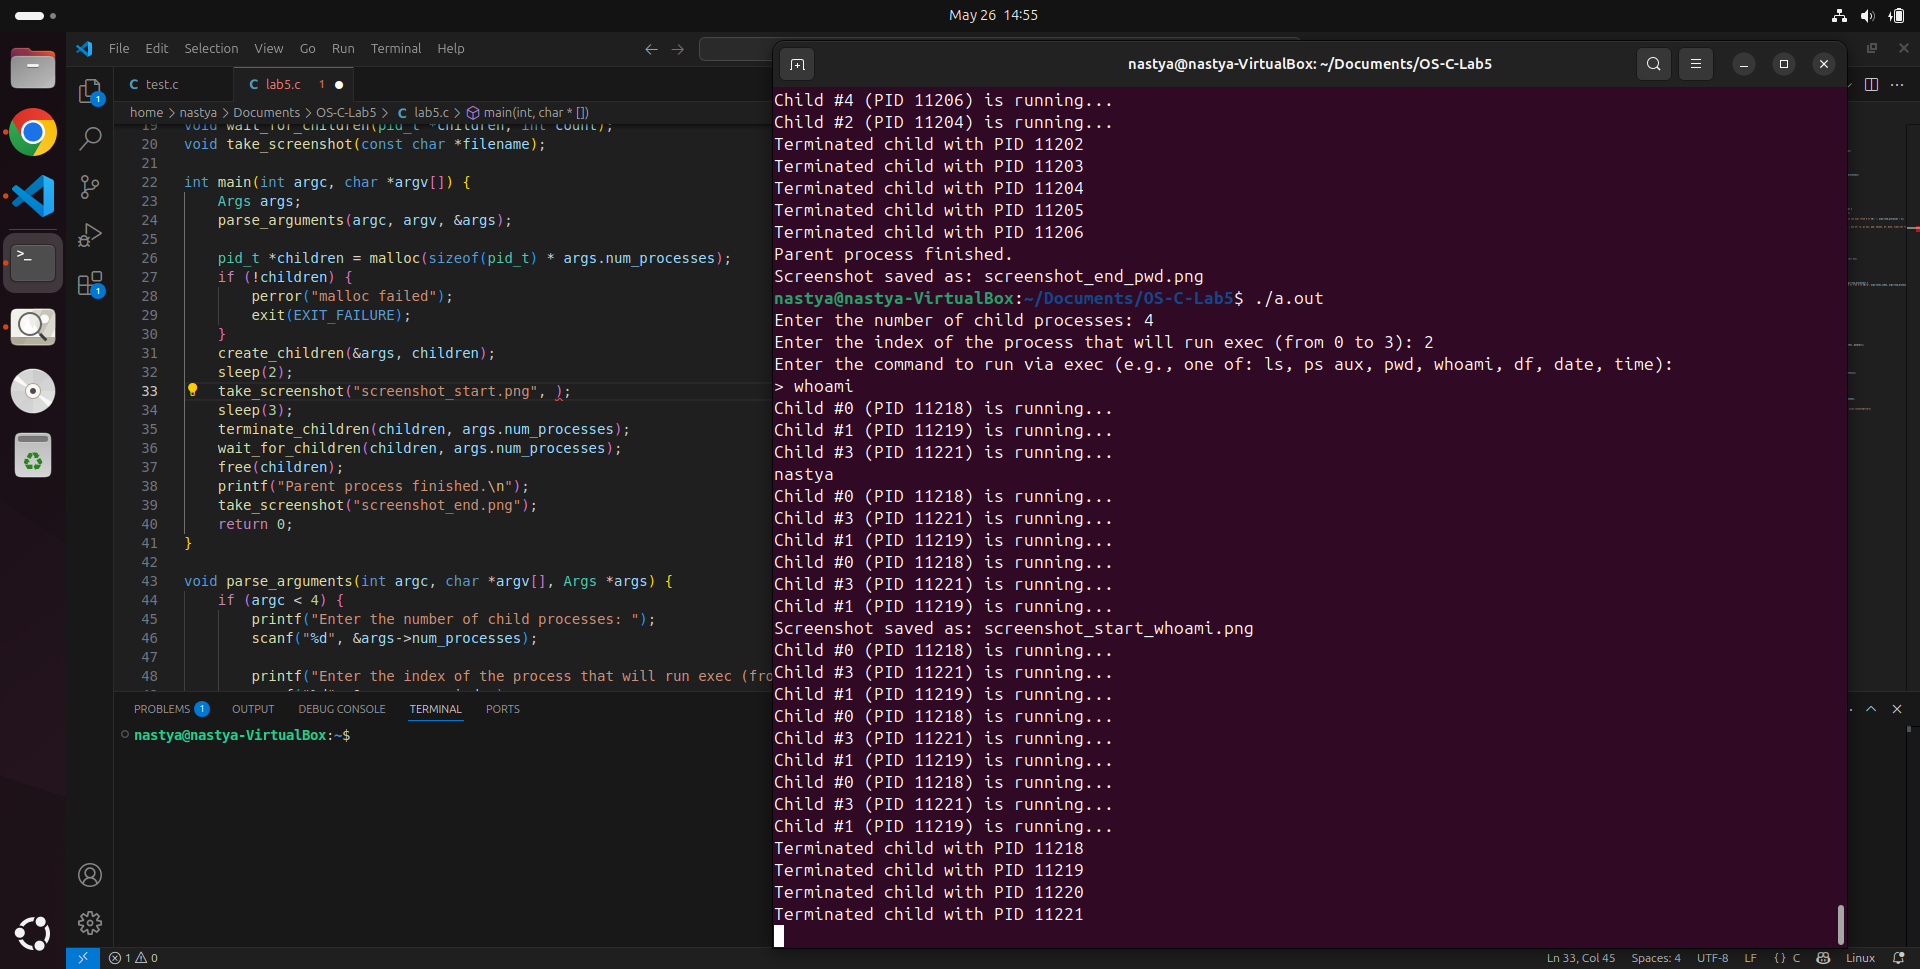 May 26 14:55
File Edit Selection View Go Run Terminal Help
test.c
lab5.c 1
home > nastya > Documents > OS-C-Lab5 > lab5.c > main(int, char * [])
19 void wait_for_children(pid_t *children, int count);
20 void take_screenshot(const char *filename);
21
22 int main(int argc, char *argv[]) {
23 Args args;
24 parse_arguments(argc, argv, &args);
25
26 pid_t *children = malloc(sizeof(pid_t) * args.num_processes);
27 if (!children) {
28 perror("malloc failed");
29 exit(EXIT_FAILURE);
30 }
31 create_children(&args, children);
32 sleep(2);
33 take_screenshot("screenshot_start.png", );
34 sleep(3);
35 terminate_children(children, args.num_processes);
36 wait_for_children(children, args.num_processes);
37 free(children);
38 printf("Parent process finished.\n");
39 take_screenshot("screenshot_end.png");
40 return 0;
41 }
42
43 void parse_arguments(int argc, char *argv[], Args *args) {
44 if (argc < 4) {
45 printf("Enter the number of child processes: ");
46 scanf("%d", &args->num_processes);
47
48 printf("Enter the index of the process that will run exec (fro
PROBLEMS 1 OUTPUT DEBUG CONSOLE TERMINAL PORTS
nastya@nastya-VirtualBox:~$
nastya@nastya-VirtualBox: ~/Documents/OS-C-Lab5
Child #4 (PID 11206) is running...
Child #2 (PID 11204) is running...
Terminated child with PID 11202
Terminated child with PID 11203
Terminated child with PID 11204
Terminated child with PID 11205
Terminated child with PID 11206
Parent process finished.
Screenshot saved as: screenshot_end_pwd.png
nastya@nastya-VirtualBox:~/Documents/OS-C-Lab5$ ./a.out
Enter the number of child processes: 4
Enter the index of the process that will run exec (from 0 to 3): 2
Enter the command to run via exec (e.g., one of: ls, ps aux, pwd, whoami, df, date, time):
> whoami
Child #0 (PID 11218) is running...
Child #1 (PID 11219) is running...
Child #3 (PID 11221) is running...
nastya
Child #0 (PID 11218) is running...
Child #3 (PID 11221) is running...
Child #1 (PID 11219) is running...
Child #0 (PID 11218) is running...
Child #3 (PID 11221) is running...
Child #1 (PID 11219) is running...
Screenshot saved as: screenshot_start_whoami.png
Child #0 (PID 11218) is running...
Child #3 (PID 11221) is running...
Child #1 (PID 11219) is running...
Child #0 (PID 11218) is running...
Child #3 (PID 11221) is running...
Child #1 (PID 11219) is running...
Child #0 (PID 11218) is running...
Child #3 (PID 11221) is running...
Child #1 (PID 11219) is running...
Terminated child with PID 11218
Terminated child with PID 11219
Terminated child with PID 11220
Terminated child with PID 11221
1 0
Ln 33, Col 45 Spaces: 4 UTF-8 LF {} C Linux